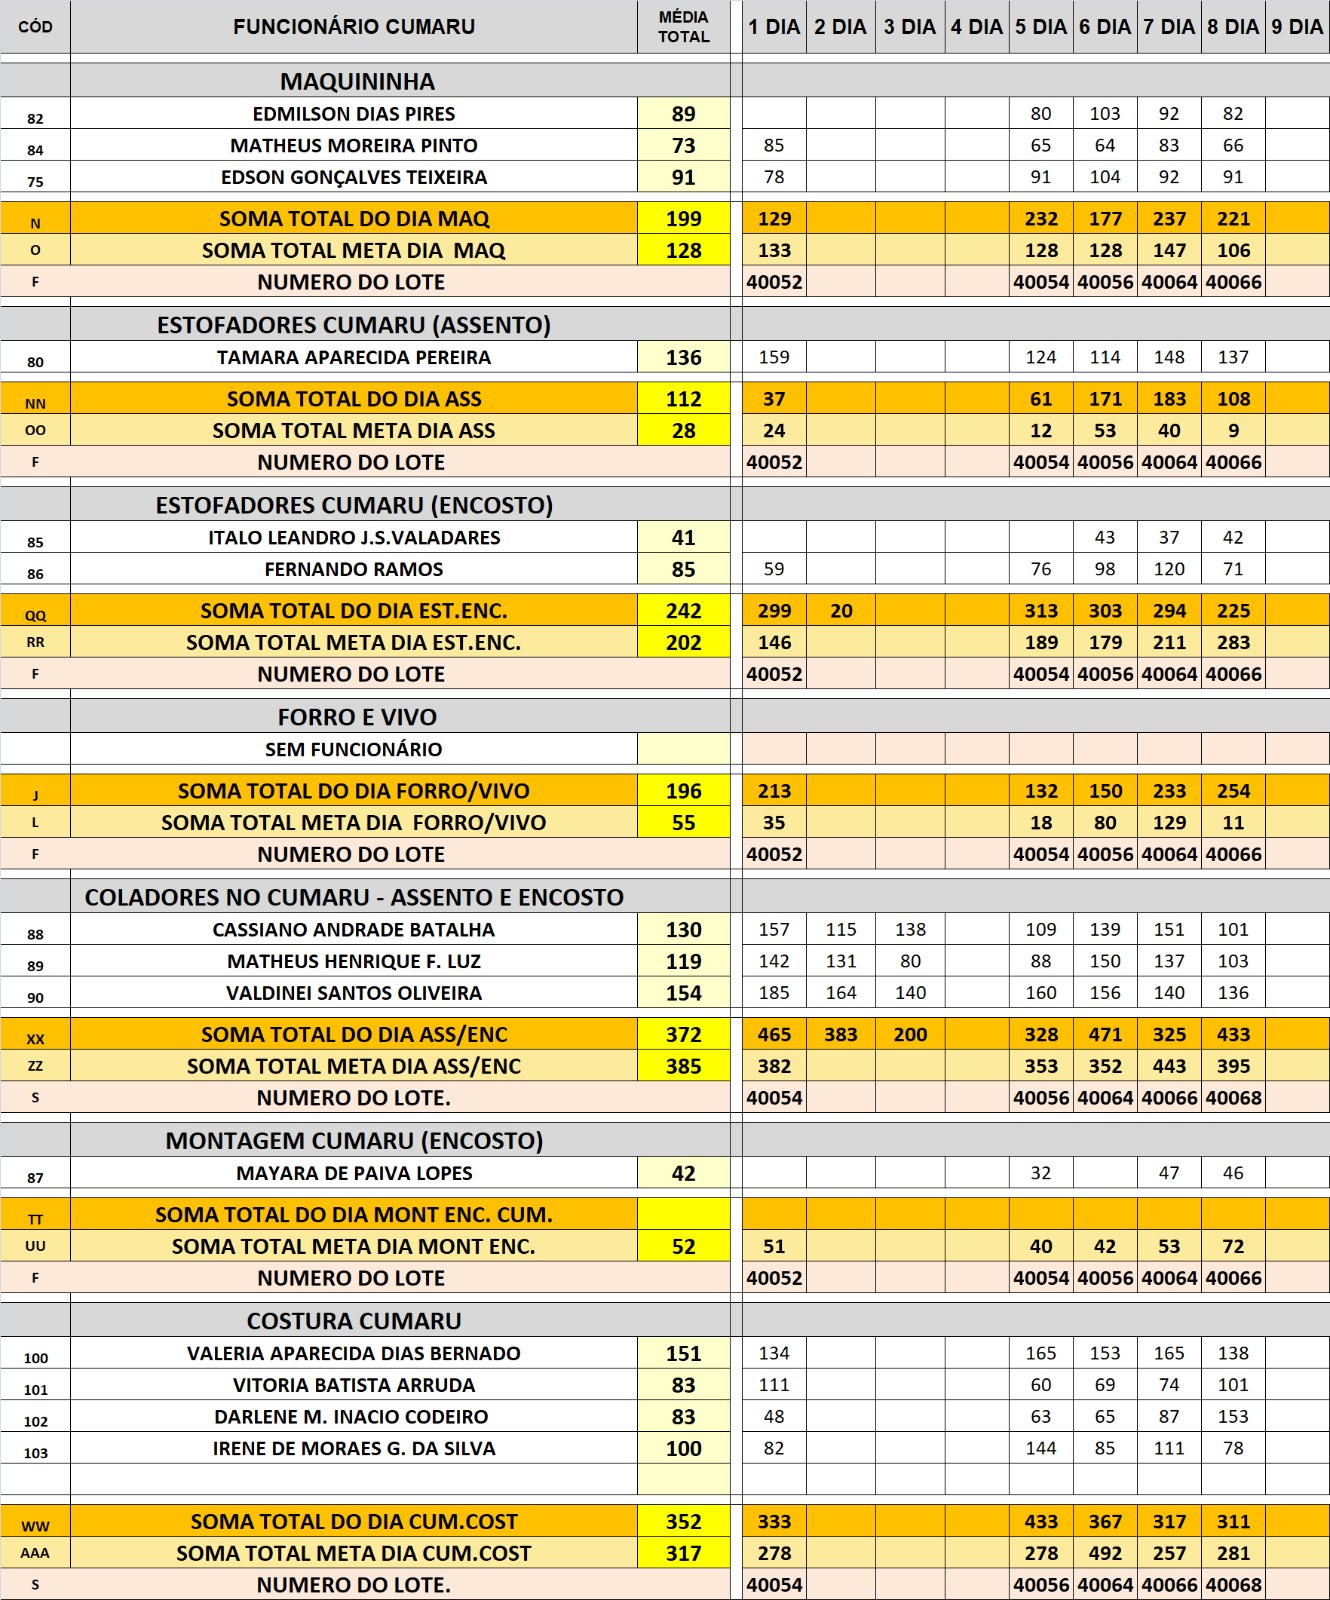 CÓD FUNCIONÁRIO CUMARU MÉDIA TOTAL 1 DIA 2 DIA 3 DIA 4 DIA 5 DIA 6 DIA 7 DIA 8 DIA 9 DIA
MAQUININHA
82 EDMILSON DIAS PIRES 89 80 103 92 82
84 MATHEUS MOREIRA PINTO 73 85 65 64 83 66
75 EDSON GONÇALVES TEIXEIRA 91 78 91 104 92 91
N SOMA TOTAL DO DIA MAQ 199 129 232 177 237 221
O SOMA TOTAL META DIA MAQ 128 133 128 128 147 106
F NUMERO DO LOTE 40052 40054 40056 40064 40066
ESTOFADORES CUMARU (ASSENTO)
80 TAMARA APARECIDA PEREIRA 136 159 124 114 148 137
NN SOMA TOTAL DO DIA ASS 112 37 61 171 183 108
OO SOMA TOTAL META DIA ASS 28 24 12 53 40 9
F NUMERO DO LOTE 40052 40054 40056 40064 40066
ESTOFADORES CUMARU (ENCOSTO)
85 ITALO LEANDRO J.S.VALADARES 41 43 37 42
86 FERNANDO RAMOS 85 59 76 98 120 71
QQ SOMA TOTAL DO DIA EST.ENC. 242 299 20 313 303 294 225
RR SOMA TOTAL META DIA EST.ENC. 202 146 189 179 211 283
F NUMERO DO LOTE 40052 40054 40056 40064 40066
FORRO E VIVO
SEM FUNCIONÁRIO
J SOMA TOTAL DO DIA FORRO/VIVO 196 213 132 150 233 254
L SOMA TOTAL META DIA FORRO/VIVO 55 35 18 80 129 11
F NUMERO DO LOTE 40052 40054 40056 40064 40066
COLADORES NO CUMARU - ASSENTO E ENCOSTO
88 CASSIANO ANDRADE BATALHA 130 157 115 138 109 139 151 101
89 MATHEUS HENRIQUE F. LUZ 119 142 131 80 88 150 137 103
90 VALDINEI SANTOS OLIVEIRA 154 185 164 140 160 156 140 136
XX SOMA TOTAL DO DIA ASS/ENC 372 465 383 200 328 471 325 433
ZZ SOMA TOTAL META DIA ASS/ENC 385 382 353 352 443 395
S NUMERO DO LOTE. 40054 40056 40064 40066 40068
MONTAGEM CUMARU (ENCOSTO)
87 MAYARA DE PAIVA LOPES 42 32 47 46
TT SOMA TOTAL DO DIA MONT ENC. CUM.
UU SOMA TOTAL META DIA MONT ENC. 52 51 40 42 53 72
F NUMERO DO LOTE 40052 40054 40056 40064 40066
COSTURA CUMARU
100 VALERIA APARECIDA DIAS BERNADO 151 134 165 153 165 138
101 VITORIA BATISTA ARRUDA 83 111 60 69 74 101
102 DARLENE M. INACIO CODEIRO 83 48 63 65 87 153
103 IRENE DE MORAES G. DA SILVA 100 82 144 85 111 78
WW SOMA TOTAL DO DIA CUM.COST 352 333 433 367 317 311
AAA SOMA TOTAL META DIA CUM.COST 317 278 278 492 257 281
S NUMERO DO LOTE. 40054 40056 40064 40066 40068